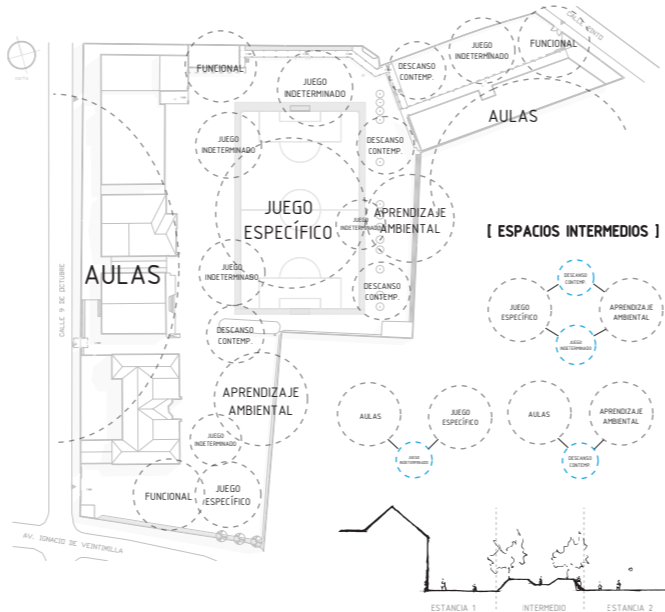 CALLE QUITO
FUNCIONAL
JUEGO
INDETERMINADO
DESCANSO
CONTEMP.
JUEGO
INDETERMINADO
FUNCIONAL
AULAS
JUEGO
INDETERMINADO
DESCANSO
CONTEMP.
JUEGO
ESPECÍFICO
JUEGO
INDETERMINADO
APRENDIZAJE
AMBIENTAL
AULAS
JUEGO
INDETERMINADO
DESCANSO
CONTEMP.
DESCANSO
CONTEMP.
APRENDIZAJE
AMBIENTAL
JUEGO
INDETERMINADO
FUNCIONAL
JUEGO
ESPECÍFICO
CALLE 9 DE OCTUBRE
AV. IGNACIO DE VEINTIMILLA
[ ESPACIOS INTERMEDIOS ]
DESCANSO
CONTEMP.
JUEGO
ESPECÍFICO
APRENDIZAJE
AMBIENTAL
JUEGO
INDETERMINADO
AULAS
JUEGO
ESPECÍFICO
JUEGO
INDETERMINADO
AULAS
APRENDIZAJE
AMBIENTAL
DESCANSO
CONTEMP.
ESTANCIA 1
INTERMEDIO
ESTANCIA 2